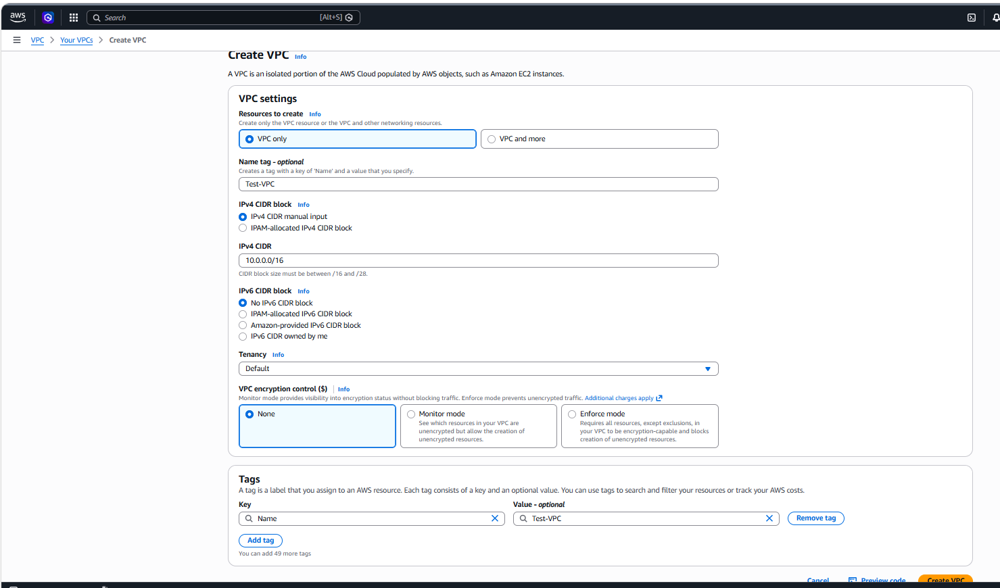 aws
Search [Alt+S]
VPC > Your VPCs > Create VPC
Create VPC Info
A VPC is an isolated portion of the AWS Cloud populated by AWS objects, such as Amazon EC2 instances.
VPC settings
Resources to create Info
Create only the VPC resource or the VPC and other networking resources.
VPC only
VPC and more
Name tag - optional
Creates a tag with a key of 'Name' and a value that you specify.
Test-VPC
IPv4 CIDR block Info
IPv4 CIDR manual input
IPAM-allocated IPv4 CIDR block
IPv4 CIDR
10.0.0.0/16
CIDR block size must be between /16 and /28.
IPv6 CIDR block Info
No IPv6 CIDR block
IPAM-allocated IPv6 CIDR block
Amazon-provided IPv6 CIDR block
IPv6 CIDR owned by me
Tenancy Info
Default
VPC encryption control ($) Info
Monitor mode provides visibility into encryption status without blocking traffic. Enforce mode prevents unencrypted traffic. Additional charges apply
None
Monitor mode
See which resources in your VPC are
unencrypted but allow the creation of
unencrypted resources.
Enforce mode
Requires all resources, except exclusions, in
your VPC to be encryption-capable and blocks
creation of unencrypted resources.
Tags
A tag is a label that you assign to an AWS resource. Each tag consists of a key and an optional value. You can use tags to search and filter your resources or track your AWS costs.
Key
Value - optional
Name
Test-VPC
Remove tag
Add tag
You can add 49 more tags
Cancel
Preview code
Create VPC